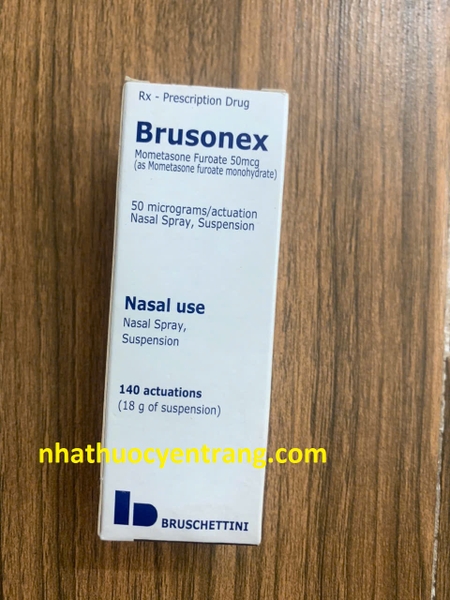 Rx - Prescription Drug
Brusonex
Mometasone Furoate 50mcg
(as Mometasone furoate monohydrate)
50 micrograms/actuation
Nasal Spray, Suspension
Nasal use
Nasal Spray,
Suspension
140 actuations
(18 g of suspension)
nhathuocyentrang.com
BRUSCHETTINI